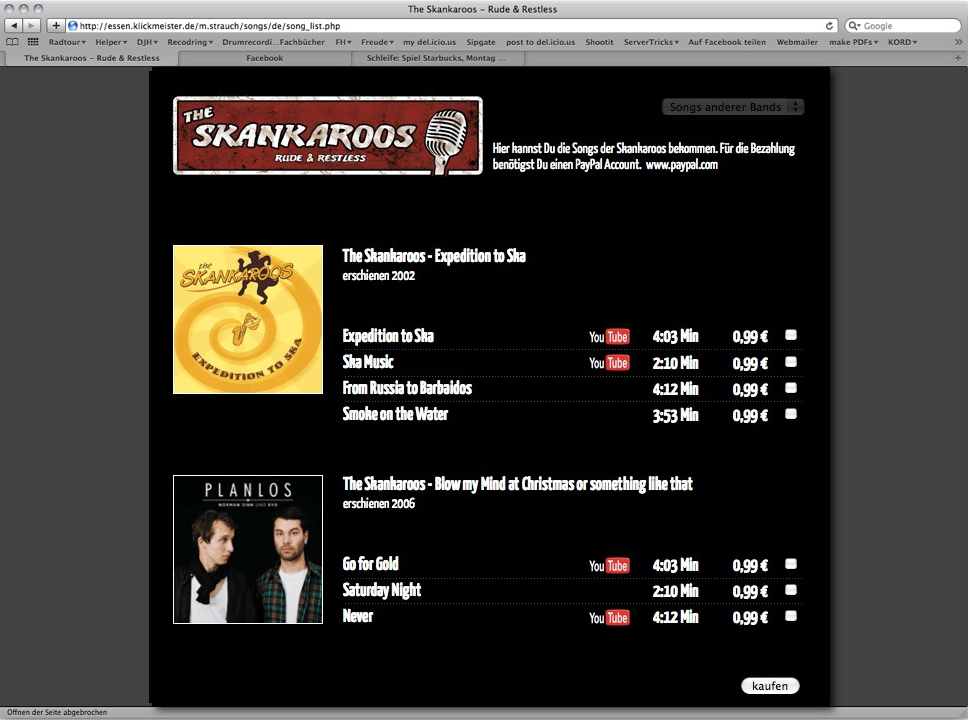 The Skankaroos – Rude & Restless
http://essen.klickmeister.de/m.strauch/songs/de/song_list.php
Google
Radtour Helper DJH Recodring Drumrecordi...Fachbücher FH Freude my del.icio.us Sipgate post to del.icio.us Shootit ServerTricks Auf Facebook teilen Webmailer make PDFs KORD
The Skankaroos – Rude & Restless Facebook Schleife: Spiel Starbucks, Montag ...
THE
SKANKAROOS
RUDE & RESTLESS
Songs anderer Bands
Hier kannst Du die Songs der Skankaroos bekommen. Für die Bezahlung
benötigst Du einen PayPal Account. www.paypal.com
the
SKANKAROOS
EXPEDITION TO SKA
The Skankaroos - Expedition to Ska
erschienen 2002
Expedition to Ska YouTube 4:03 Min 0,99 €
Ska Music YouTube 2:10 Min 0,99 €
From Russia to Barbaidos 4:12 Min 0,99 €
Smoke on the Water 3:53 Min 0,99 €
PLANLOS
NORMAN SINN UND RYO
The Skankaroos - Blow my Mind at Christmas or something like that
erschienen 2006
Go for Gold YouTube 4:03 Min 0,99 €
Saturday Night 2:10 Min 0,99 €
Never YouTube 4:12 Min 0,99 €
kaufen
Öffnen der Seite abgebrochen